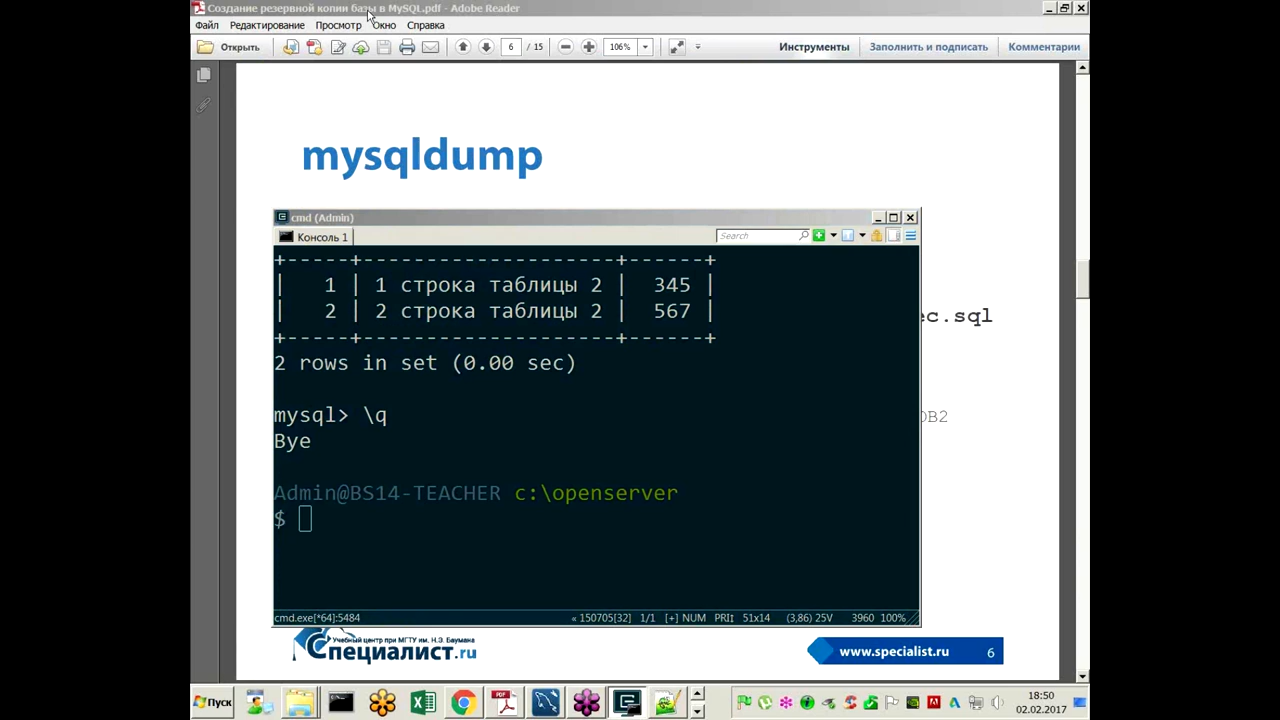 Создание резервной копии базы в MySQL.pdf - Adobe Reader
Файл Редактирование Просмотр Окно Справка
Открыть 6 / 15 106% Инструменты Заполнить и подписать Комментарии
mysqldump
cmd (Admin)
Консоль 1 Search
+-----+--------------------+------+
| 1 | 1 строка таблицы 2 | 345 |
| 2 | 2 строка таблицы 2 | 567 |
+-----+--------------------+------+
ec.sql
2 rows in set (0.00 sec)
mysql> \q
DB2
Bye
Admin@BS14-TEACHER c:\openserver
$
cmd.exe[*64]:5484 « 150705[32] 1/1 [+] NUM PRI‡ 51x14 (3,86) 25V 3960 100%
Учебный центр при МГТУ им. Н.Э. Баумана
Специалист.ru
www.specialist.ru 6
Пуск
18:50
02.02.2017